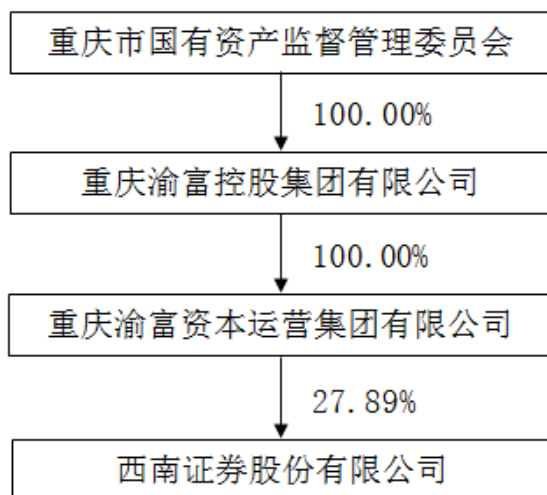 重庆市国有资产监督管理委员会
100.00%
重庆渝富控股集团有限公司
100.00%
重庆渝富资本运营集团有限公司
27.89%
西南证券股份有限公司